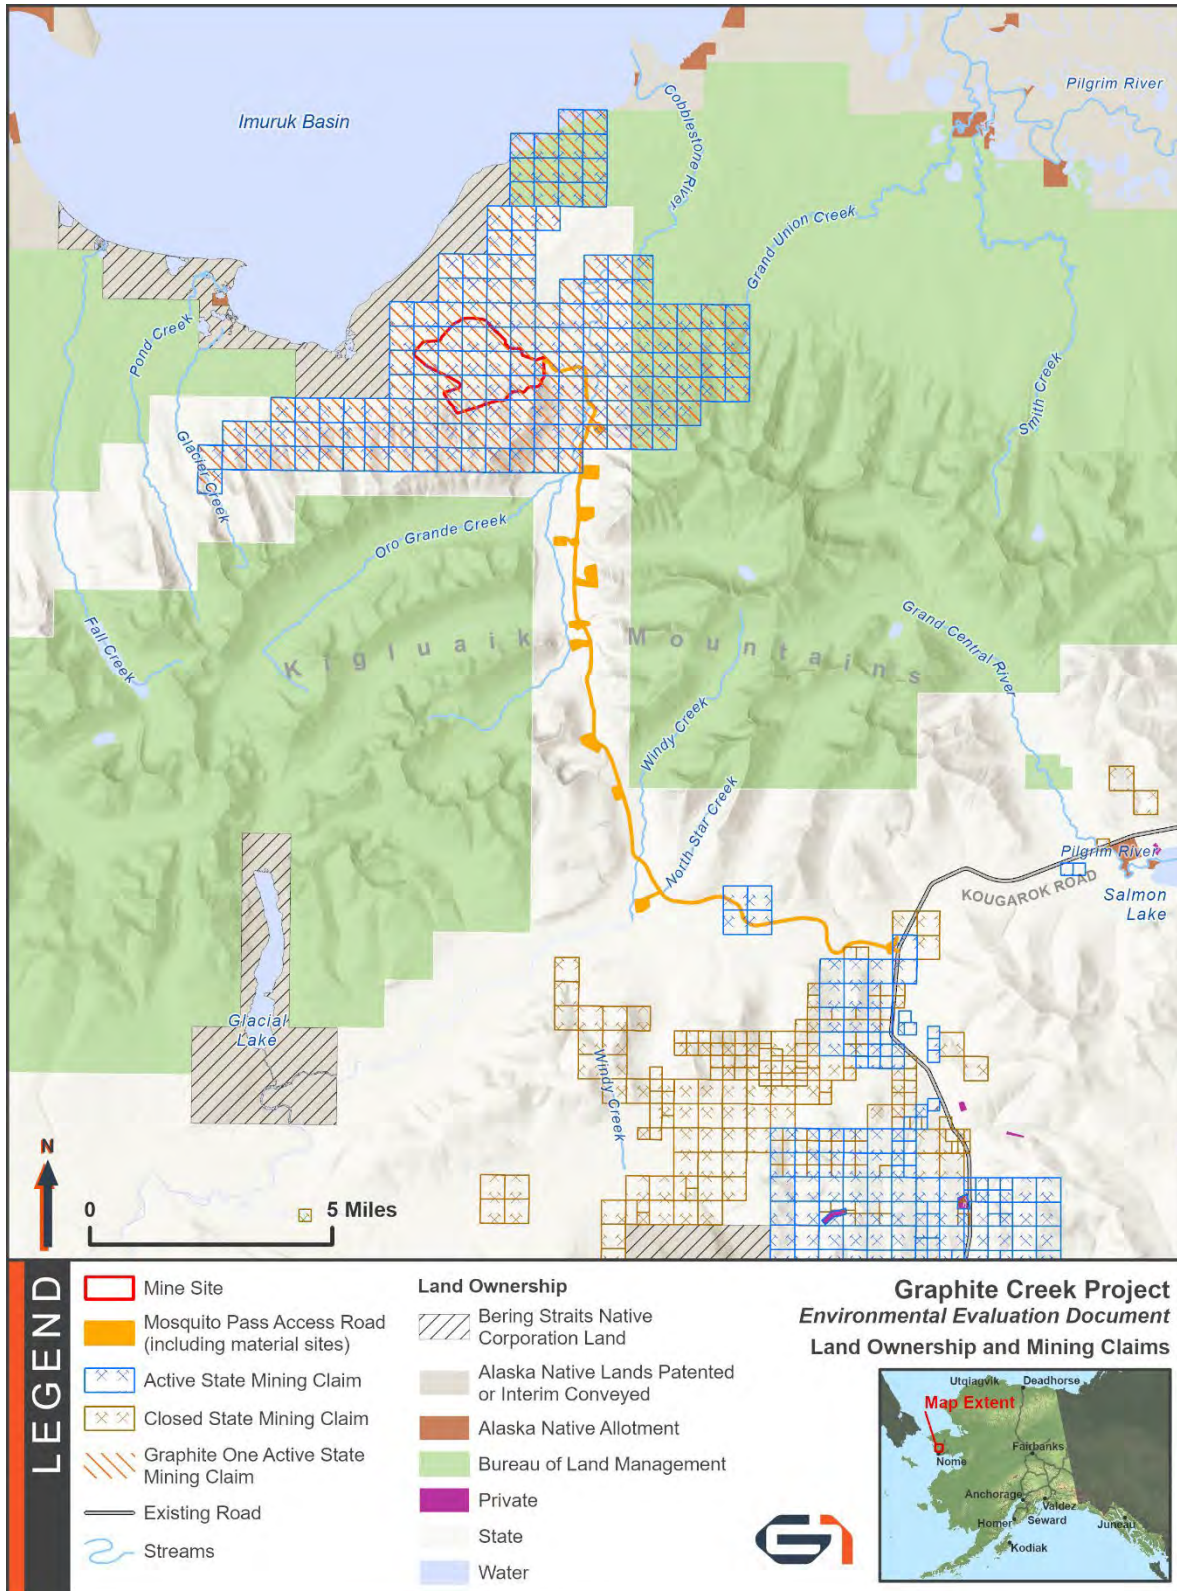 Imuruk Basin
Cobblestone River
Pilgrim River
Grand Union Creek
Pond Creek
Glacier Creek
Smith Creek
Oro Grande Creek
Fall Creek
Kigluaik Mountains
Grand Central River
Windy Creek
North Star Creek
Pilgrim River
KOUGAROK ROAD
Salmon
Lake
Glacial
Lake
Windy Creek
N
0 5 Miles
LEGEND
Mine Site
Mosquito Pass Access Road
(including material sites)
Active State Mining Claim
Closed State Mining Claim
Graphite One Active State
Mining Claim
Existing Road
Streams
Land Ownership
Bering Straits Native
Corporation Land
Alaska Native Lands Patented
or Interim Conveyed
Alaska Native Allotment
Bureau of Land Management
Private
State
Water
Graphite Creek Project
Environmental Evaluation Document
Land Ownership and Mining Claims
Utqiagvik Deadhorse
Map Extent
Fairbanks
Nome
Anchorage
Valdez
Homer Seward
Juneau
Kodiak
G1